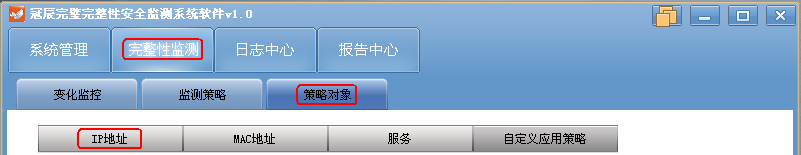 冠辰完璧完整性安全监测系统软件v1.0
系统管理 完整性监测 日志中心 报告中心
变化监控 监测策略 策略对象
IP地址 MAC地址 服务 自定义应用策略